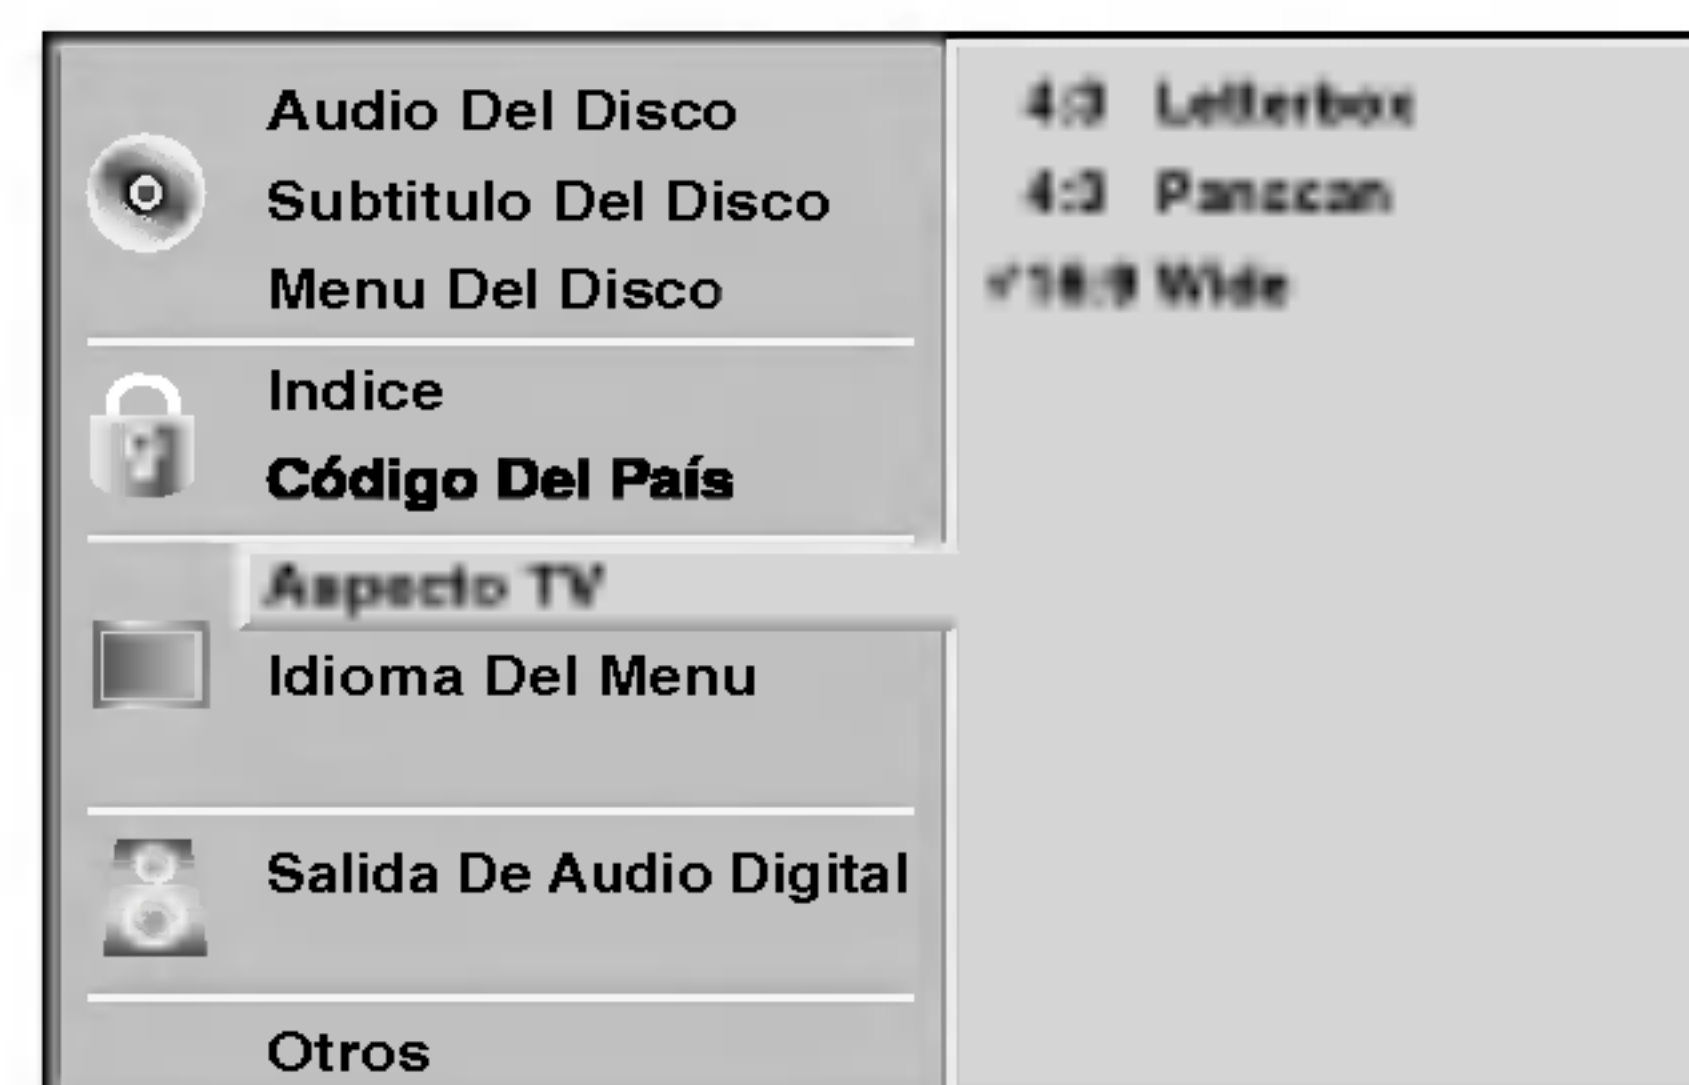 Audio Del Disco
Subtitulo Del Disco
Menu Del Disco
Indice
Código Del País
Aspecto TV
Idioma Del Menu
Salida De Audio Digital
Otros
4:3 Letterbox
4:3 Panscan
✓16:9 Wide